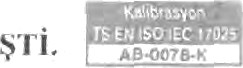 ŞTİ.
Kalibrasyon
TS EN ISO IEC 17025
AB-0078-K